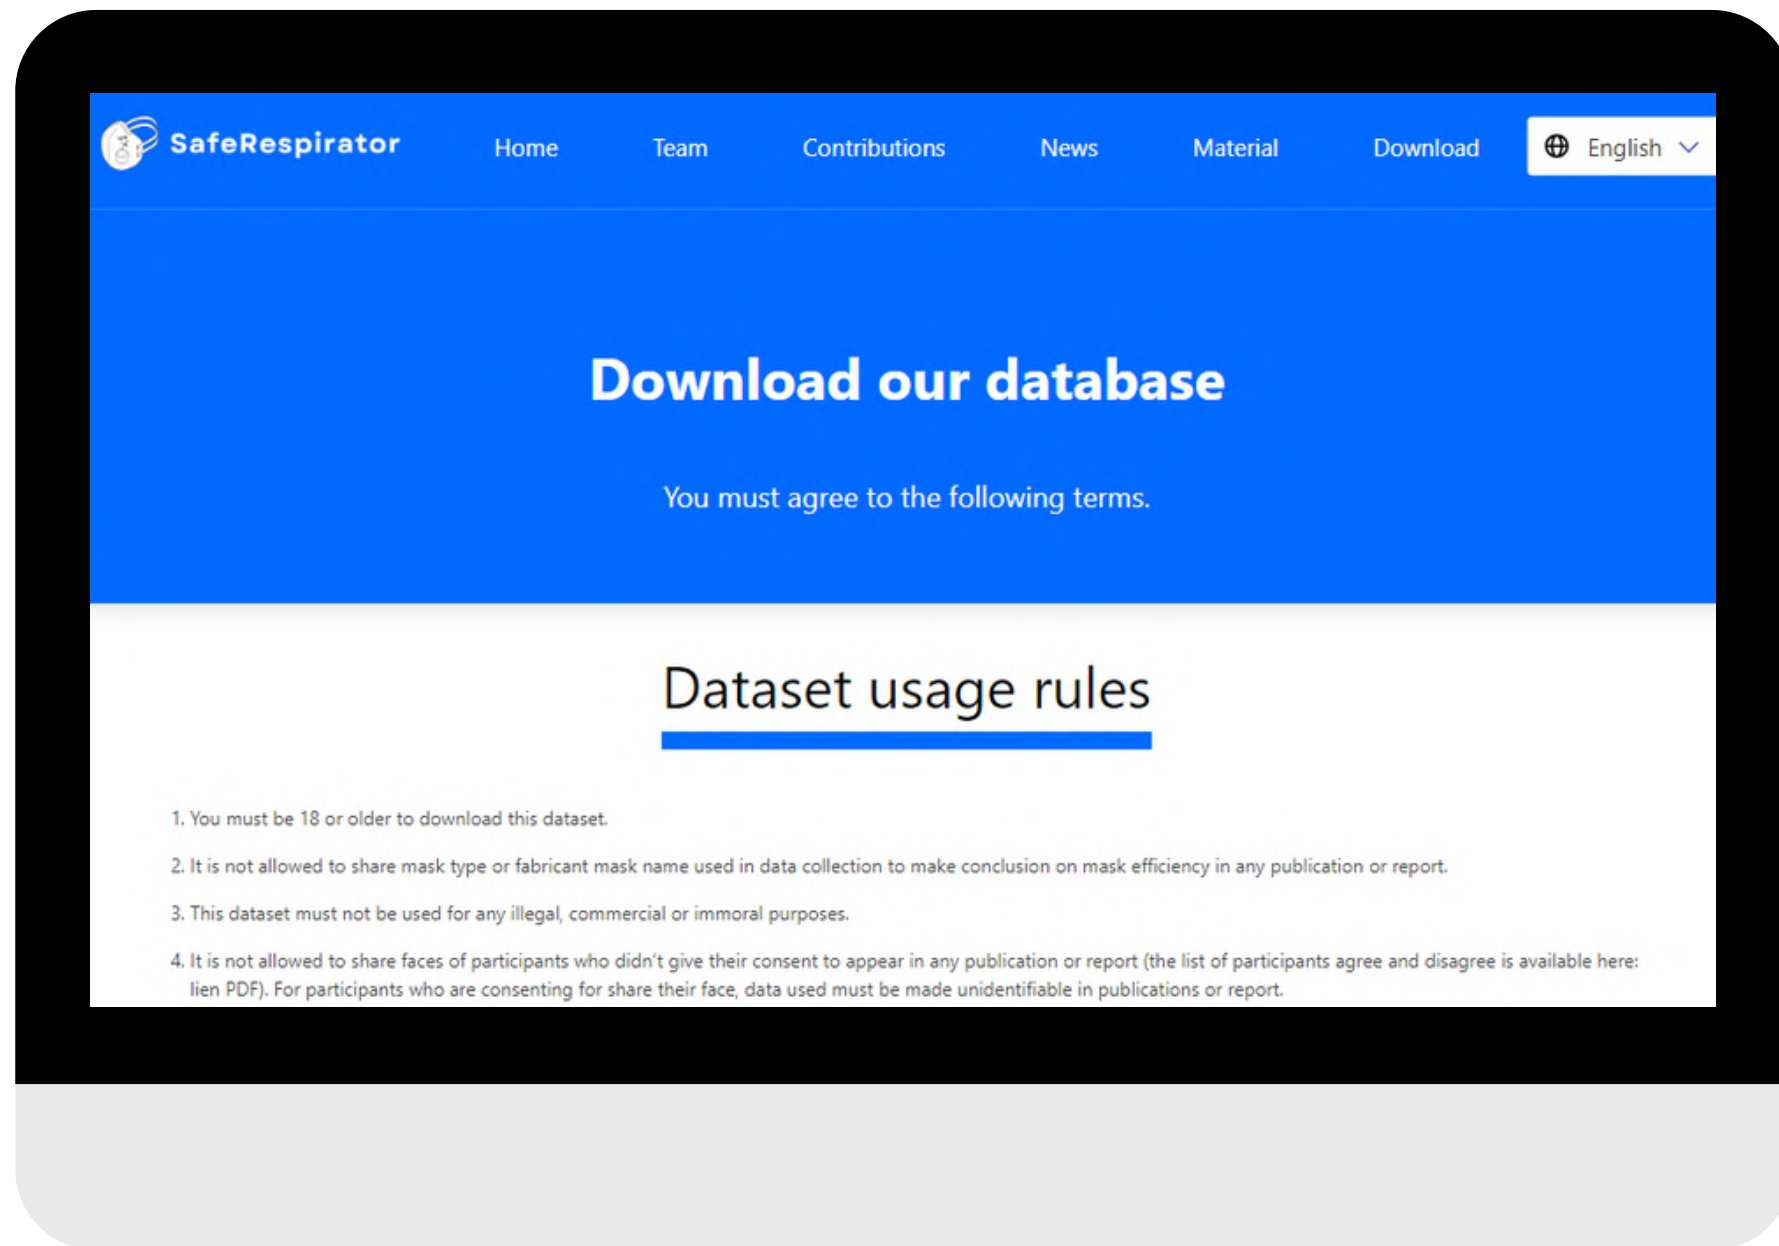 SafeRespirator Home Team Contributions News Material Download English
Download our database
You must agree to the following terms.
Dataset usage rules
1. You must be 18 or older to download this dataset.
2. It is not allowed to share mask type or fabricant mask name used in data collection to make conclusion on mask efficiency in any publication or report.
3. This dataset must not be used for any illegal, commercial or immoral purposes.
4. It is not allowed to share faces of participants who didn't give their consent to appear in any publication or report (the list of participants agree and disagree is available here:
lien PDF). For participants who are consenting for share their face, data used must be made unidentifiable in publications or report.